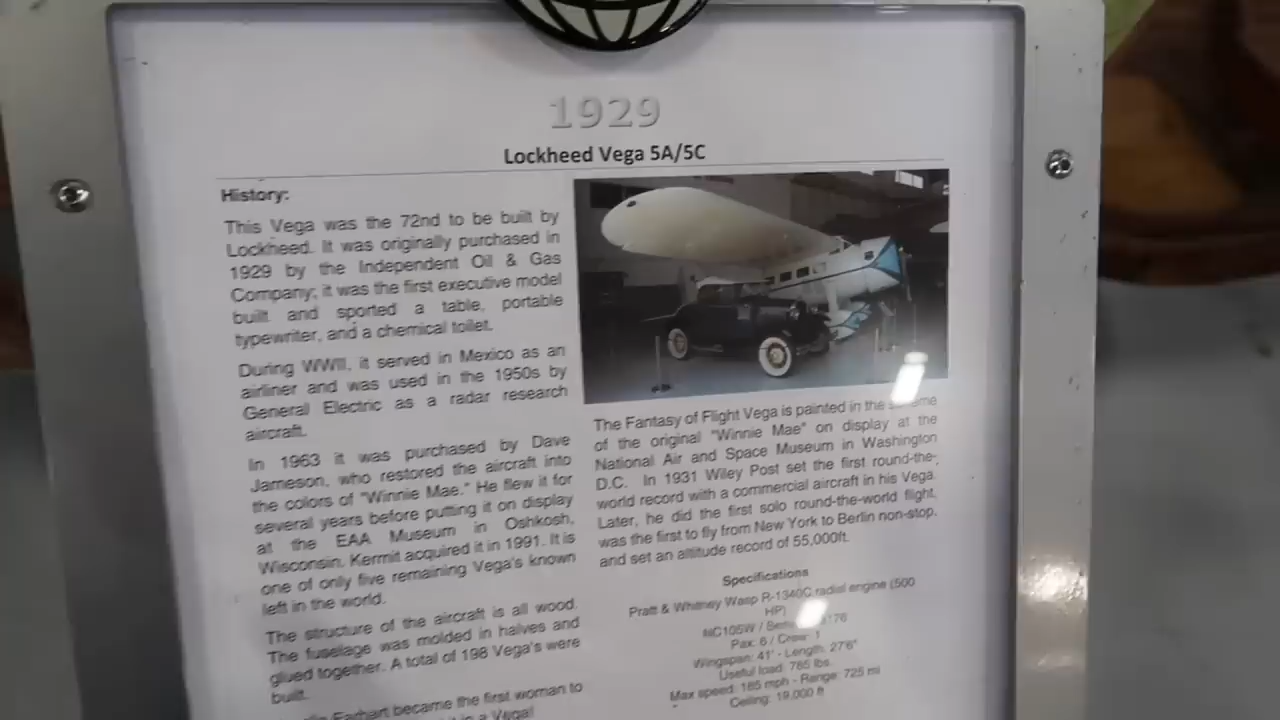 1929
Lockheed Vega 5A/5C
History:
This Vega was the 72nd to be built by
Lockheed. It was originally purchased in
1929 by the Independent Oil & Gas
Company; it was the first executive model
built and sported a table, portable
typewriter, and a chemical toilet.
During WWII, it served in Mexico as an
airliner and was used in the 1950s by
General Electric as a radar research
aircraft.
In 1963 it was purchased by Dave
Jameson, who restored the aircraft into
the colors of "Winnie Mae." He flew it for
several years before putting it on display
at the EAA Museum in Oshkosh,
Wisconsin. Kermit acquired it in 1991. It is
one of only five remaining Vega's known
left in the world.
The structure of the aircraft is all wood.
The fuselage was molded in halves and
glued together. A total of 198 Vega's were
built.
Earhart became the first woman to
in a Vega!
The Fantasy of Flight Vega is painted in the
of the original "Winnie Mae" on display at the
National Air and Space Museum in Washington
D.C. In 1931 Wiley Post set the first round-the-
world record with a commercial aircraft in his Vega.
Later, he did the first solo round-the-world flight,
was the first to fly from New York to Berlin non-stop,
and set an altitude record of 55,000ft.
Specifications
Pratt & Whitney Wasp R-1340C radial engine (500
HP)
NC105W /
Pax: 6 / Crew: 1
Wingspan: 41' - Length: 27'6"
Useful load: 785 lbs.
Max speed: 185 mph - Range: 725 mi
Ceiling: 19,000 ft